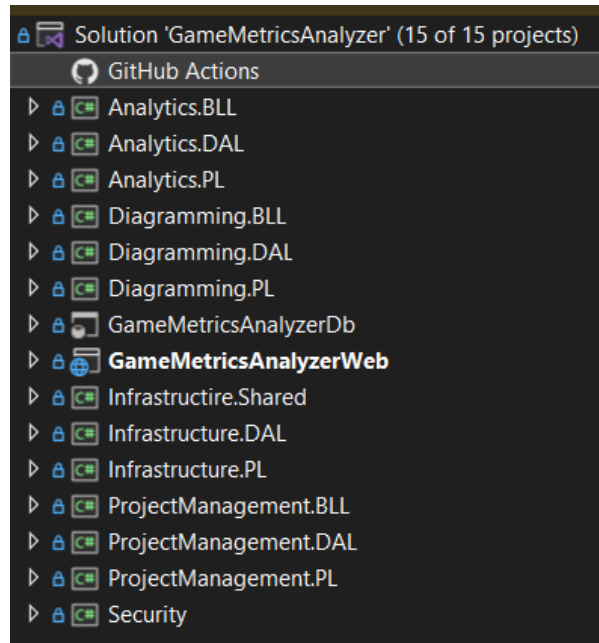 Solution 'GameMetricsAnalyzer' (15 of 15 projects)
GitHub Actions
C# Analytics.BLL
C# Analytics.DAL
C# Analytics.PL
C# Diagramming.BLL
C# Diagramming.DAL
C# Diagramming.PL
GameMetricsAnalyzerDb
GameMetricsAnalyzerWeb
C# Infrastructire.Shared
C# Infrastructure.DAL
C# Infrastructure.PL
C# ProjectManagement.BLL
C# ProjectManagement.DAL
C# ProjectManagement.PL
C# Security